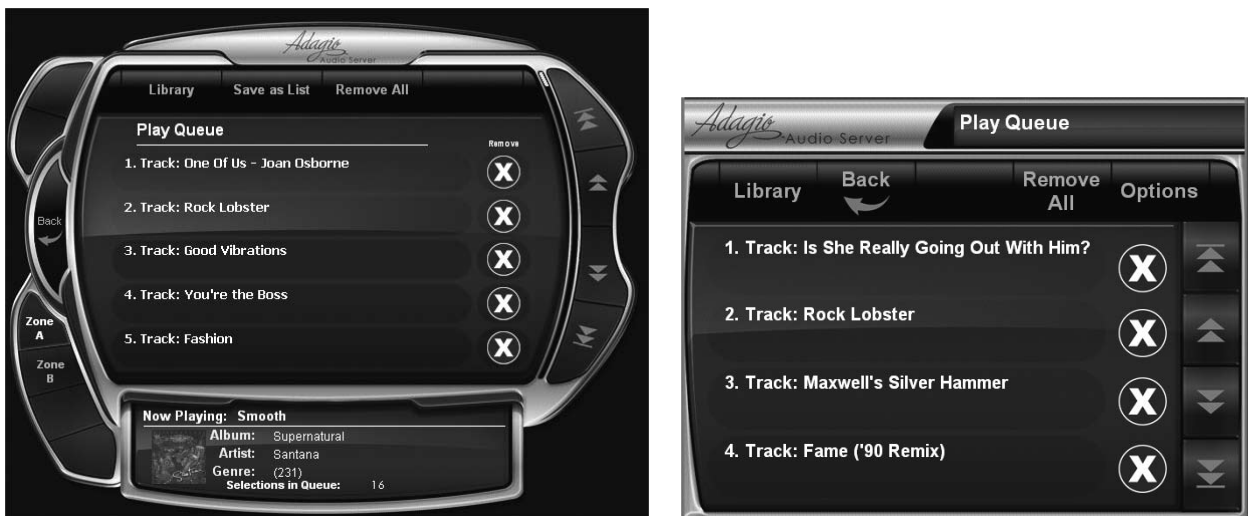 Adagio
Audio Server
Library Save as List Remove All
Play Queue
Remove
1. Track: One Of Us - Joan Osborne
X
2. Track: Rock Lobster
X
3. Track: Good Vibrations
X
4. Track: You're the Boss
X
5. Track: Fashion
X
Back
Zone
A
Zone
B
Now Playing: Smooth
Album: Supernatural
Artist: Santana
Genre: (231)
Selections in Queue: 16
Adagio
Audio Server
Play Queue
Library Back Remove All Options
1. Track: Is She Really Going Out With Him?
X
2. Track: Rock Lobster
X
3. Track: Maxwell's Silver Hammer
X
4. Track: Fame ('90 Remix)
X